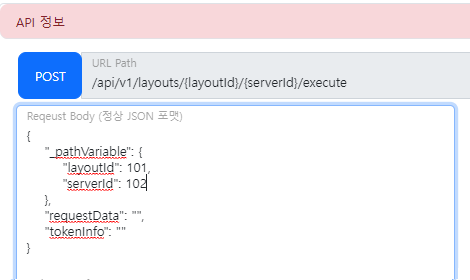 API 정보
URL Path
POST
/api/v1/layouts/{layoutId}/{serverId}/execute
Reqeust Body (정상 JSON 포맷)
{
"_pathVariable": {
"layoutId": 101,
"serverId": 102
},
"requestData": "",
"tokenInfo": ""
}